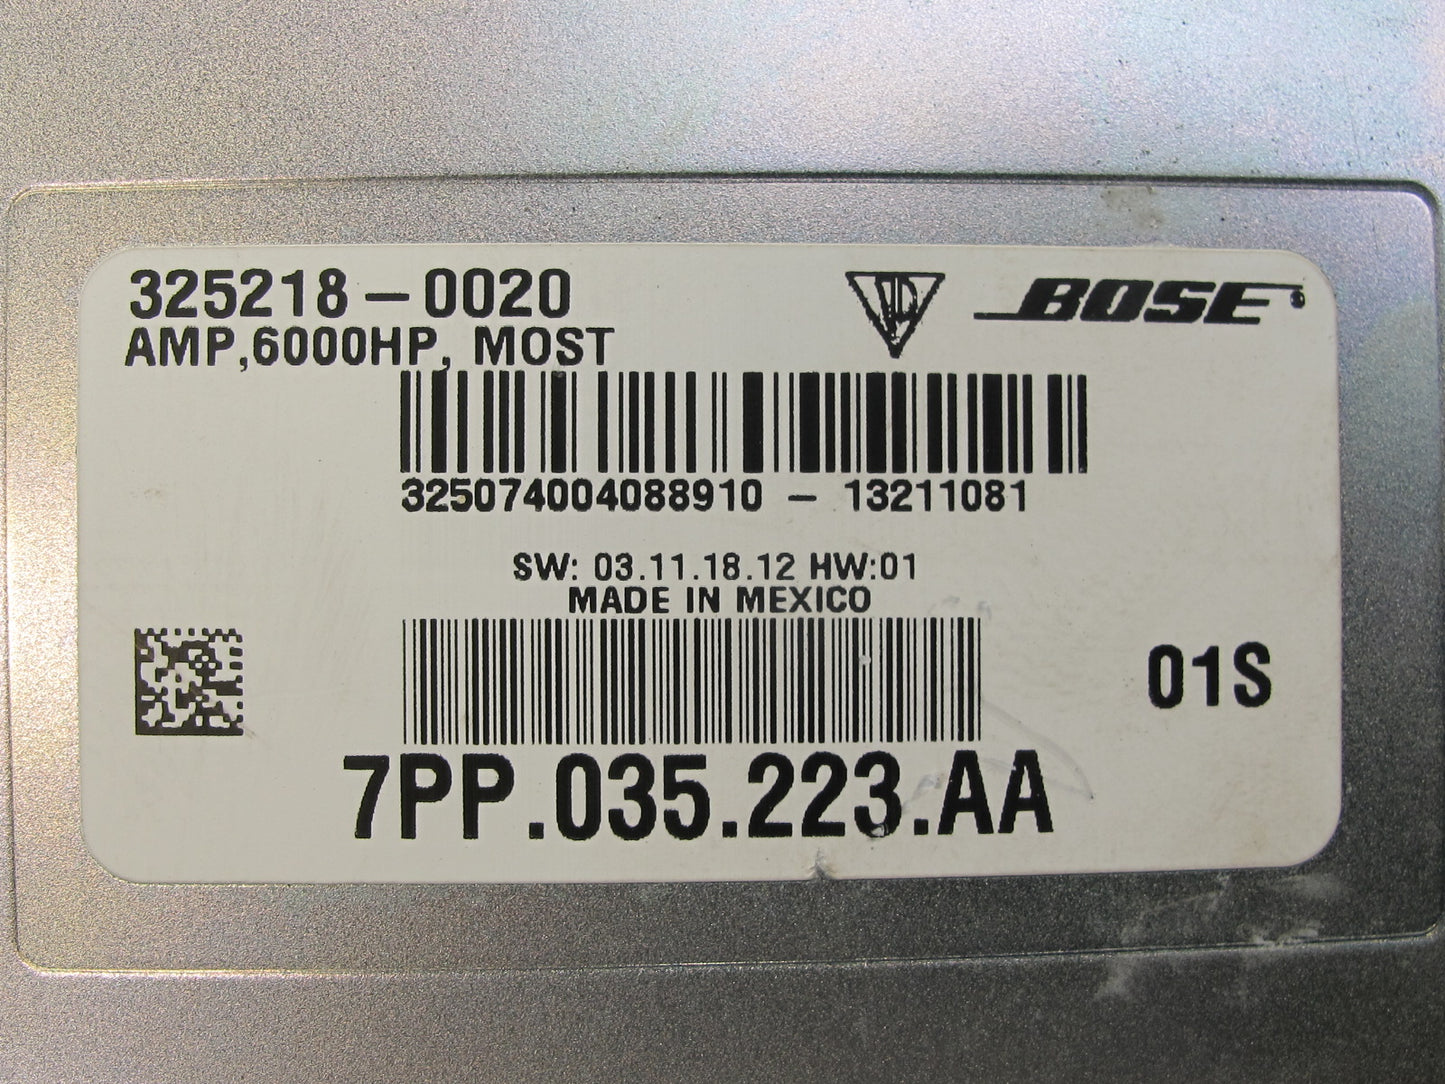 325218-0020
AMP,6000HP, MOST
BOSE
325074004088910 - 13211081
SW: 03.11.18.12 HW:01
MADE IN MEXICO
01S
7PP.035.223.AA